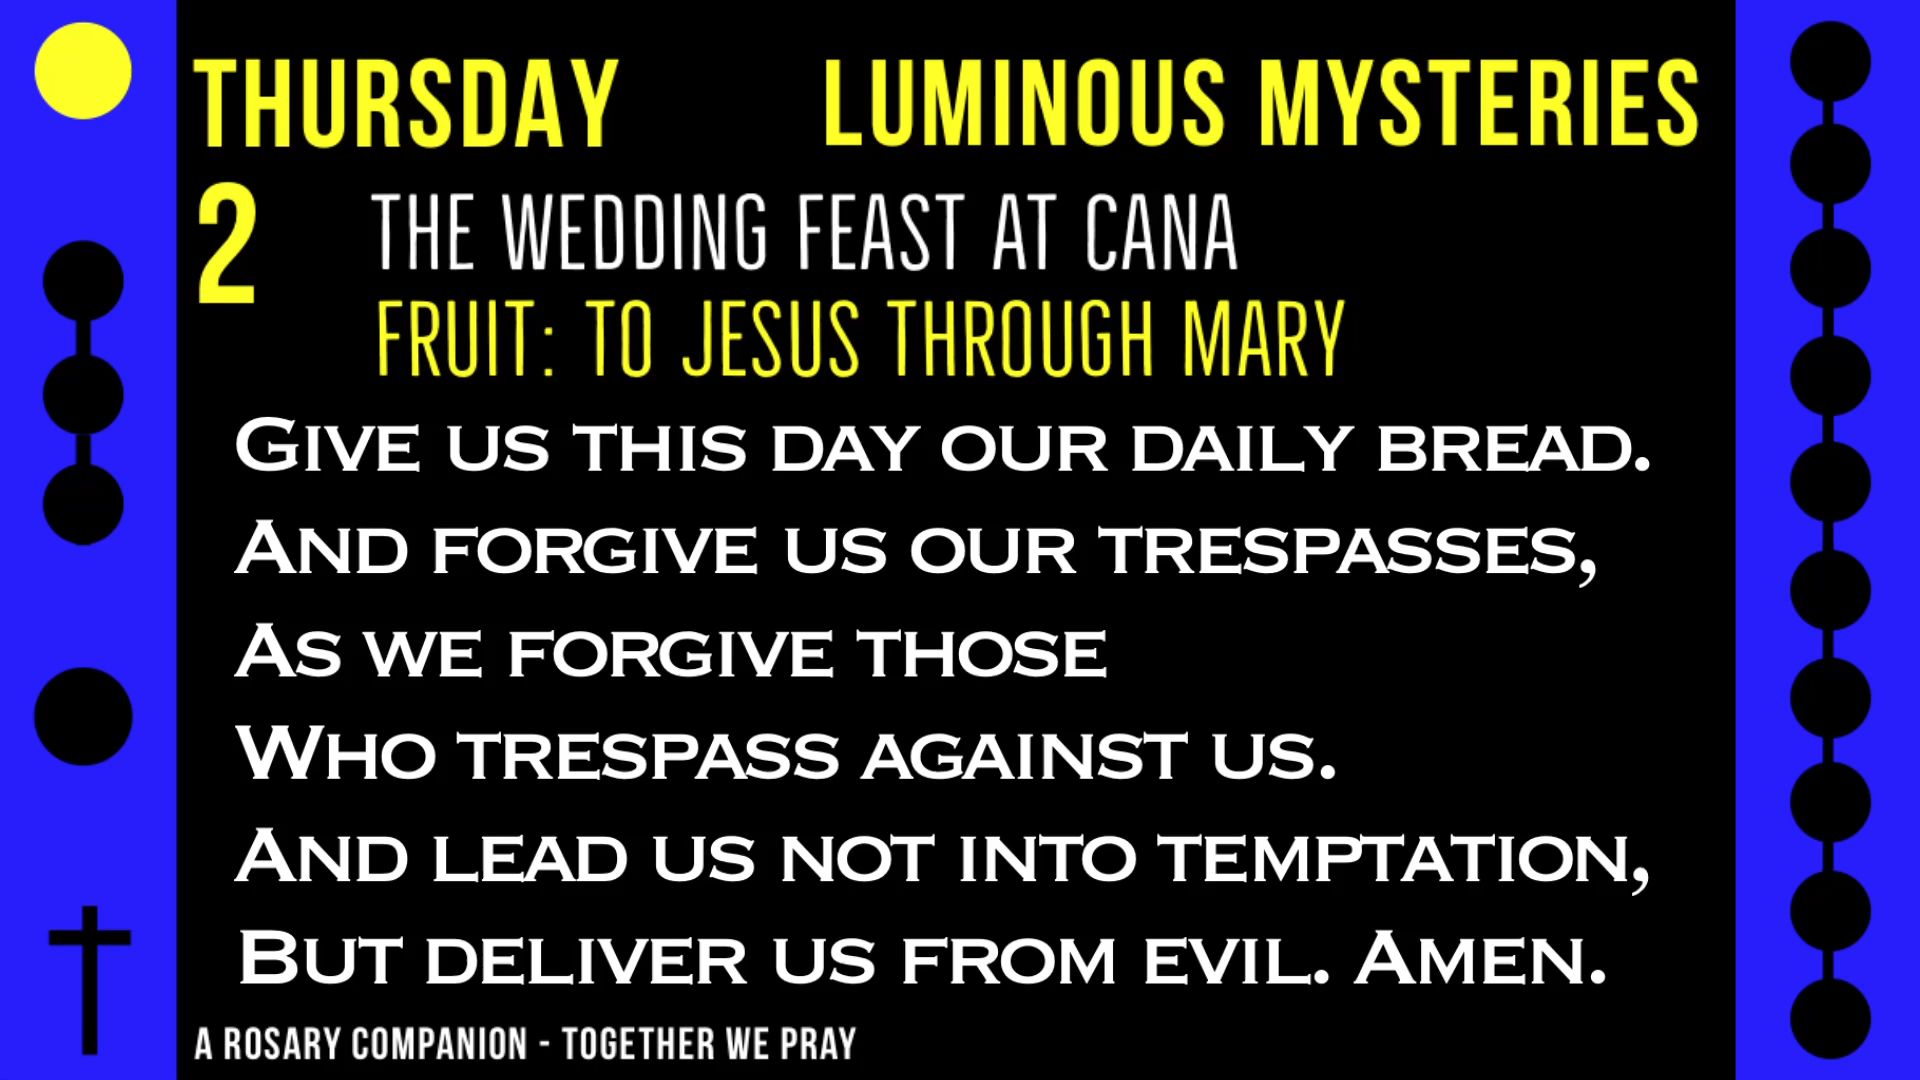 THURSDAY LUMINOUS MYSTERIES
2 THE WEDDING FEAST AT CANA
FRUIT: TO JESUS THROUGH MARY
GIVE US THIS DAY OUR DAILY BREAD.
AND FORGIVE US OUR TRESPASSES,
AS WE FORGIVE THOSE
WHO TRESPASS AGAINST US.
AND LEAD US NOT INTO TEMPTATION,
BUT DELIVER US FROM EVIL. AMEN.
A ROSARY COMPANION - TOGETHER WE PRAY